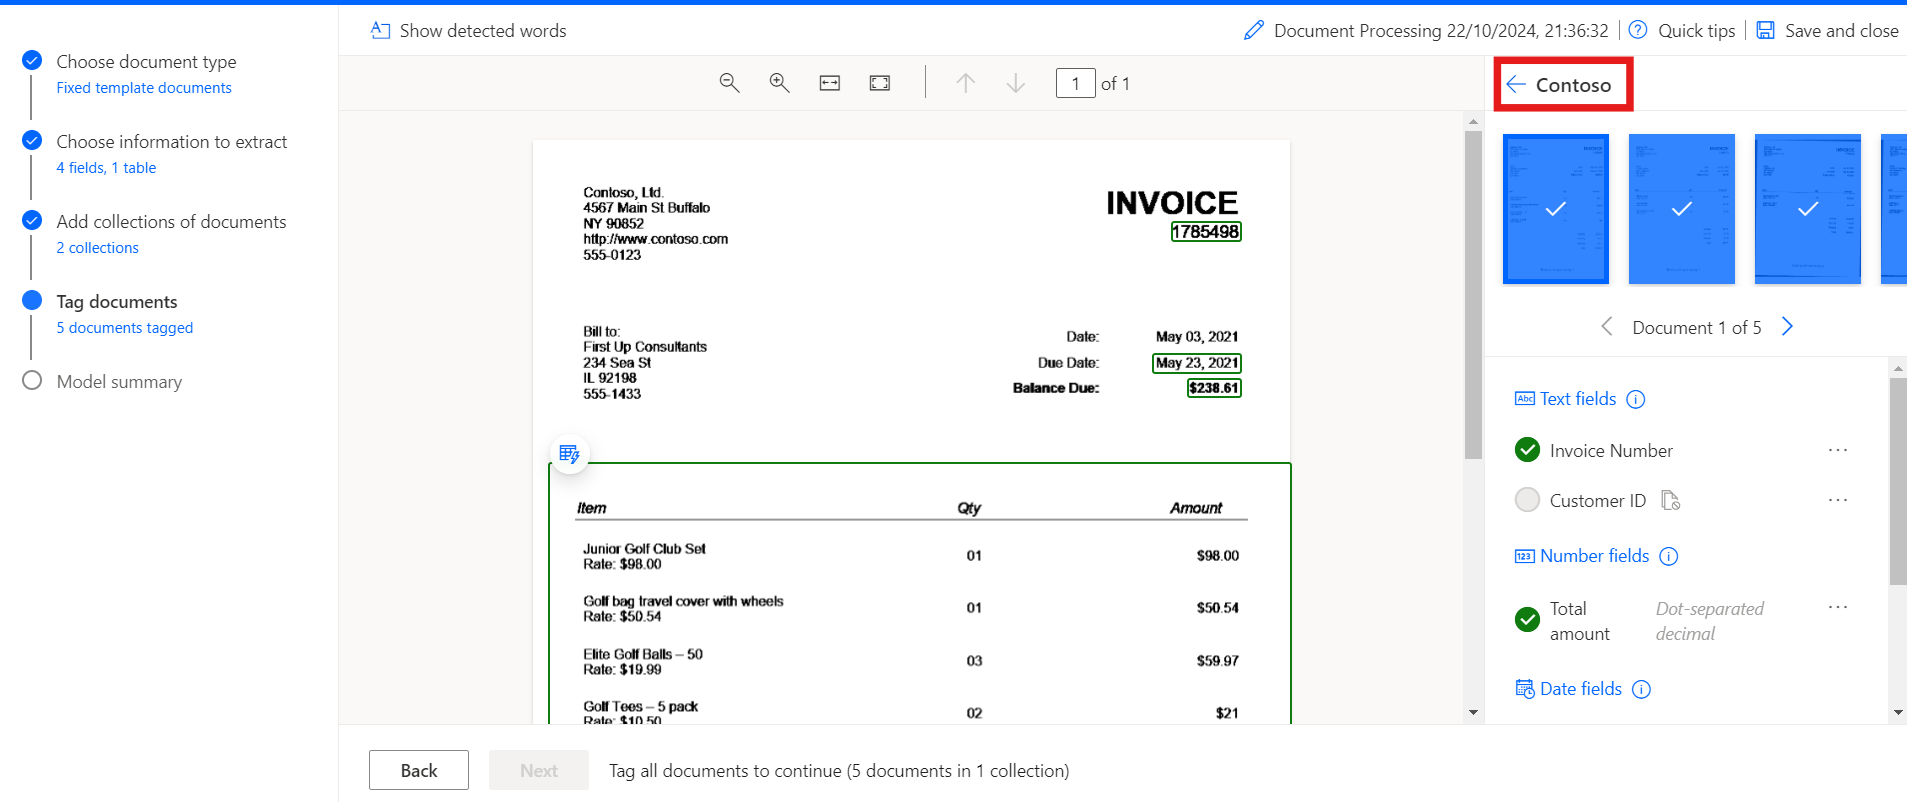 Show detected words
Document Processing 22/10/2024, 21:36:32
Quick tips
Save and close
Choose document type
Fixed template documents
Choose information to extract
4 fields, 1 table
Add collections of documents
2 collections
Tag documents
5 documents tagged
Model summary
1 of 1
Contoso, Ltd.
4567 Main St Buffalo
NY 90852
http://www.contoso.com
555-0123
INVOICE
1785498
Bill to:
First Up Consultants
234 Sea St
IL 92198
555-1433
Date: May 03, 2021
Due Date: May 23, 2021
Balance Due: $238.61
Item Qty Amount
Junior Golf Club Set
Rate: $98.00
01 $98.00
Golf bag travel cover with wheels
Rate: $50.54
01 $50.54
Elite Golf Balls – 50
Rate: $19.99
03 $59.97
Golf Tees – 5 pack
Rate: $10.50
02 $21
Contoso
Document 1 of 5
Abc Text fields
Invoice Number
Customer ID
123 Number fields
Total amount
Dot-separated decimal
Date fields
Back
Next
Tag all documents to continue (5 documents in 1 collection)